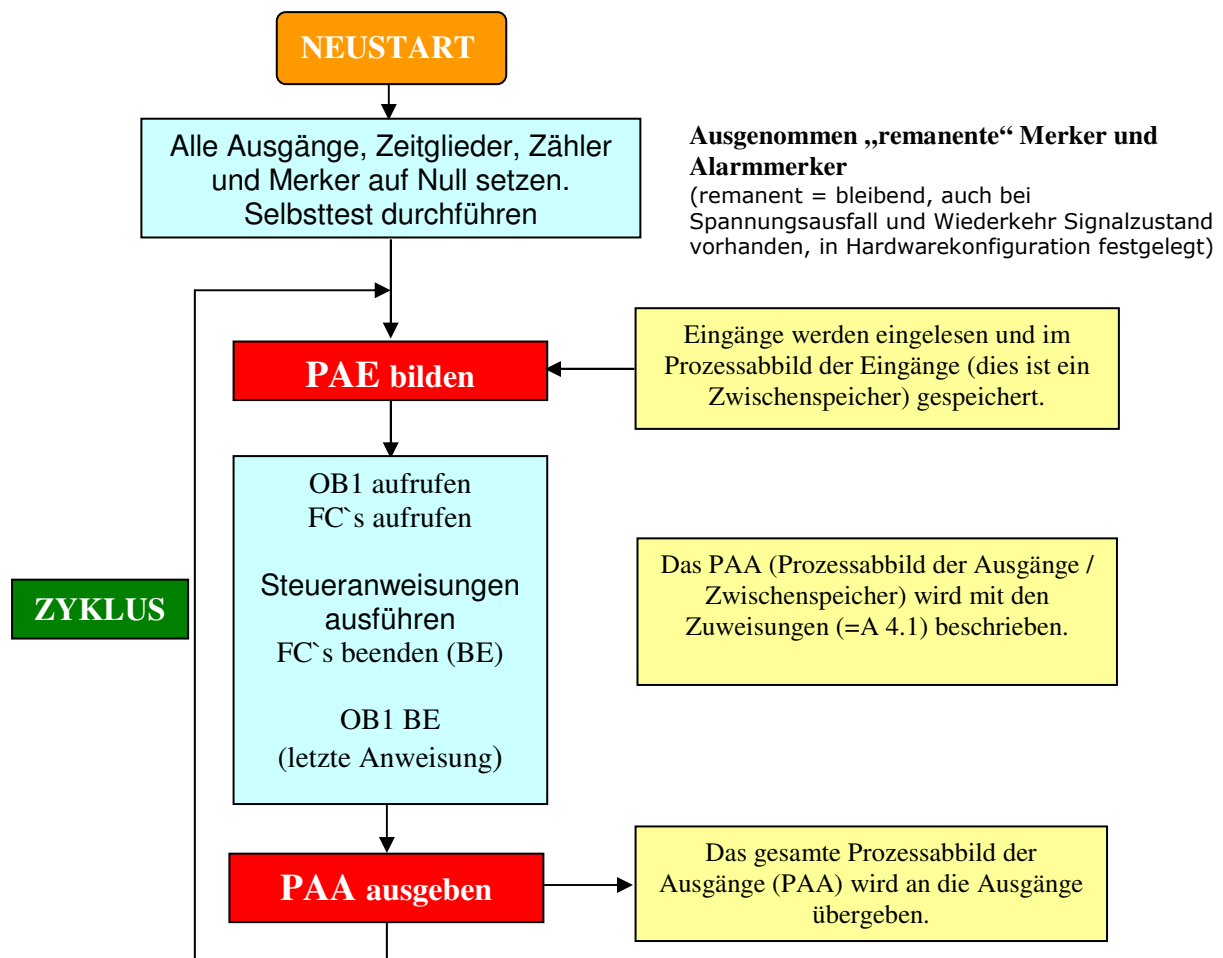 NEUSTART
Alle Ausgänge, Zeitglieder, Zähler
und Merker auf Null setzen.
Selbsttest durchführen
Ausgenommen „remanente“ Merker und
Alarmmerker
(remanent = bleibend, auch bei
Spannungsausfall und Wiederkehr Signalzustand
vorhanden, in Hardwarekonfiguration festgelegt)
PAE bilden
Eingänge werden eingelesen und im
Prozessabbild der Eingänge (dies ist ein
Zwischenspeicher) gespeichert.
OB1 aufrufen
FC`s aufrufen
Steueranweisungen
ausführen
FC`s beenden (BE)
OB1 BE
(letzte Anweisung)
Das PAA (Prozessabbild der Ausgänge /
Zwischenspeicher) wird mit den
Zuweisungen (=A 4.1) beschrieben.
ZYKLUS
PAA ausgeben
Das gesamte Prozessabbild der
Ausgänge (PAA) wird an die Ausgänge
übergeben.